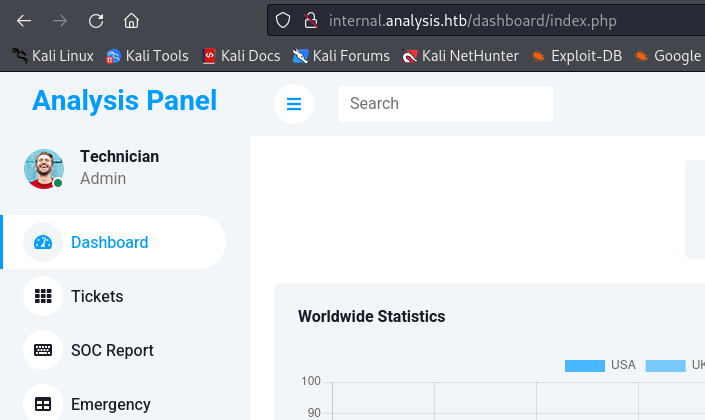 internal.analysis.htb/dashboard/index.php
Kali Linux Kali Tools Kali Docs Kali Forums Kali NetHunter Exploit-DB Google
Analysis Panel
Search
Technician
Admin
Dashboard
Tickets
SOC Report
Emergency
Worldwide Statistics
USA
100
90